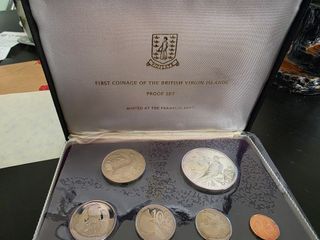 FIRST COINAGE OF THE BRITISH VIRGIN ISLANDS
PROOF SET
MINTED AT THE FRANKLIN MINT